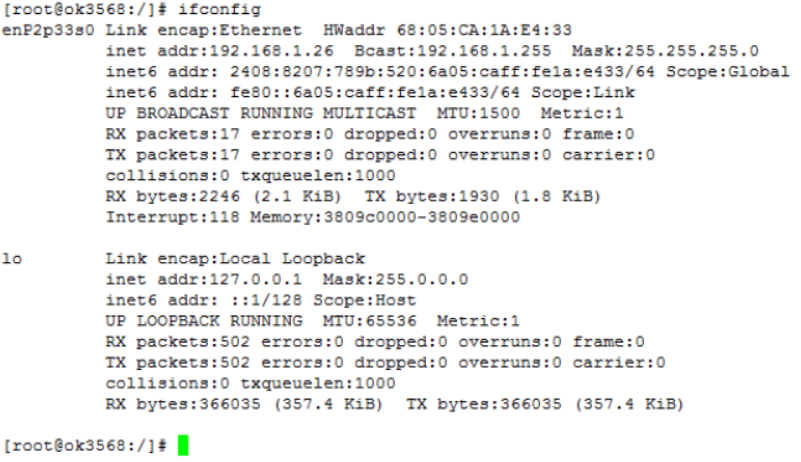 [root@ok3568:/]# ifconfig
enP2p33s0 Link encap:Ethernet  HWaddr 68:05:CA:1A:E4:33
          inet addr:192.168.1.26  Bcast:192.168.1.255  Mask:255.255.255.0
          inet6 addr: 2408:8207:789b:520:6a05:caff:fe1a:e433/64 Scope:Global
          inet6 addr: fe80::6a05:caff:fe1a:e433/64 Scope:Link
          UP BROADCAST RUNNING MULTICAST  MTU:1500  Metric:1
          RX packets:17 errors:0 dropped:0 overruns:0 frame:0
          TX packets:17 errors:0 dropped:0 overruns:0 carrier:0
          collisions:0 txqueuelen:1000
          RX bytes:2246 (2.1 KiB)  TX bytes:1930 (1.8 KiB)
          Interrupt:118 Memory:3809c0000-3809e0000

lo        Link encap:Local Loopback
          inet addr:127.0.0.1  Mask:255.0.0.0
          inet6 addr: ::1/128 Scope:Host
          UP LOOPBACK RUNNING  MTU:65536  Metric:1
          RX packets:502 errors:0 dropped:0 overruns:0 frame:0
          TX packets:502 errors:0 dropped:0 overruns:0 carrier:0
          collisions:0 txqueuelen:1000
          RX bytes:366035 (357.4 KiB)  TX bytes:366035 (357.4 KiB)

[root@ok3568:/]#